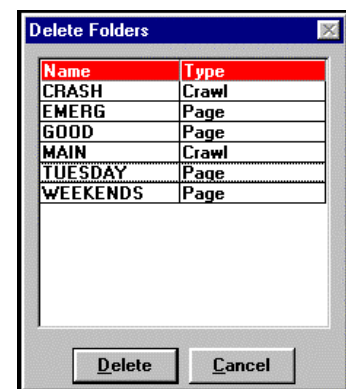 Delete Folders
Name Type
CRASH Crawl
EMERG Page
GOOD Page
MAIN Crawl
TUESDAY Page
WEEKENDS Page
Delete Cancel